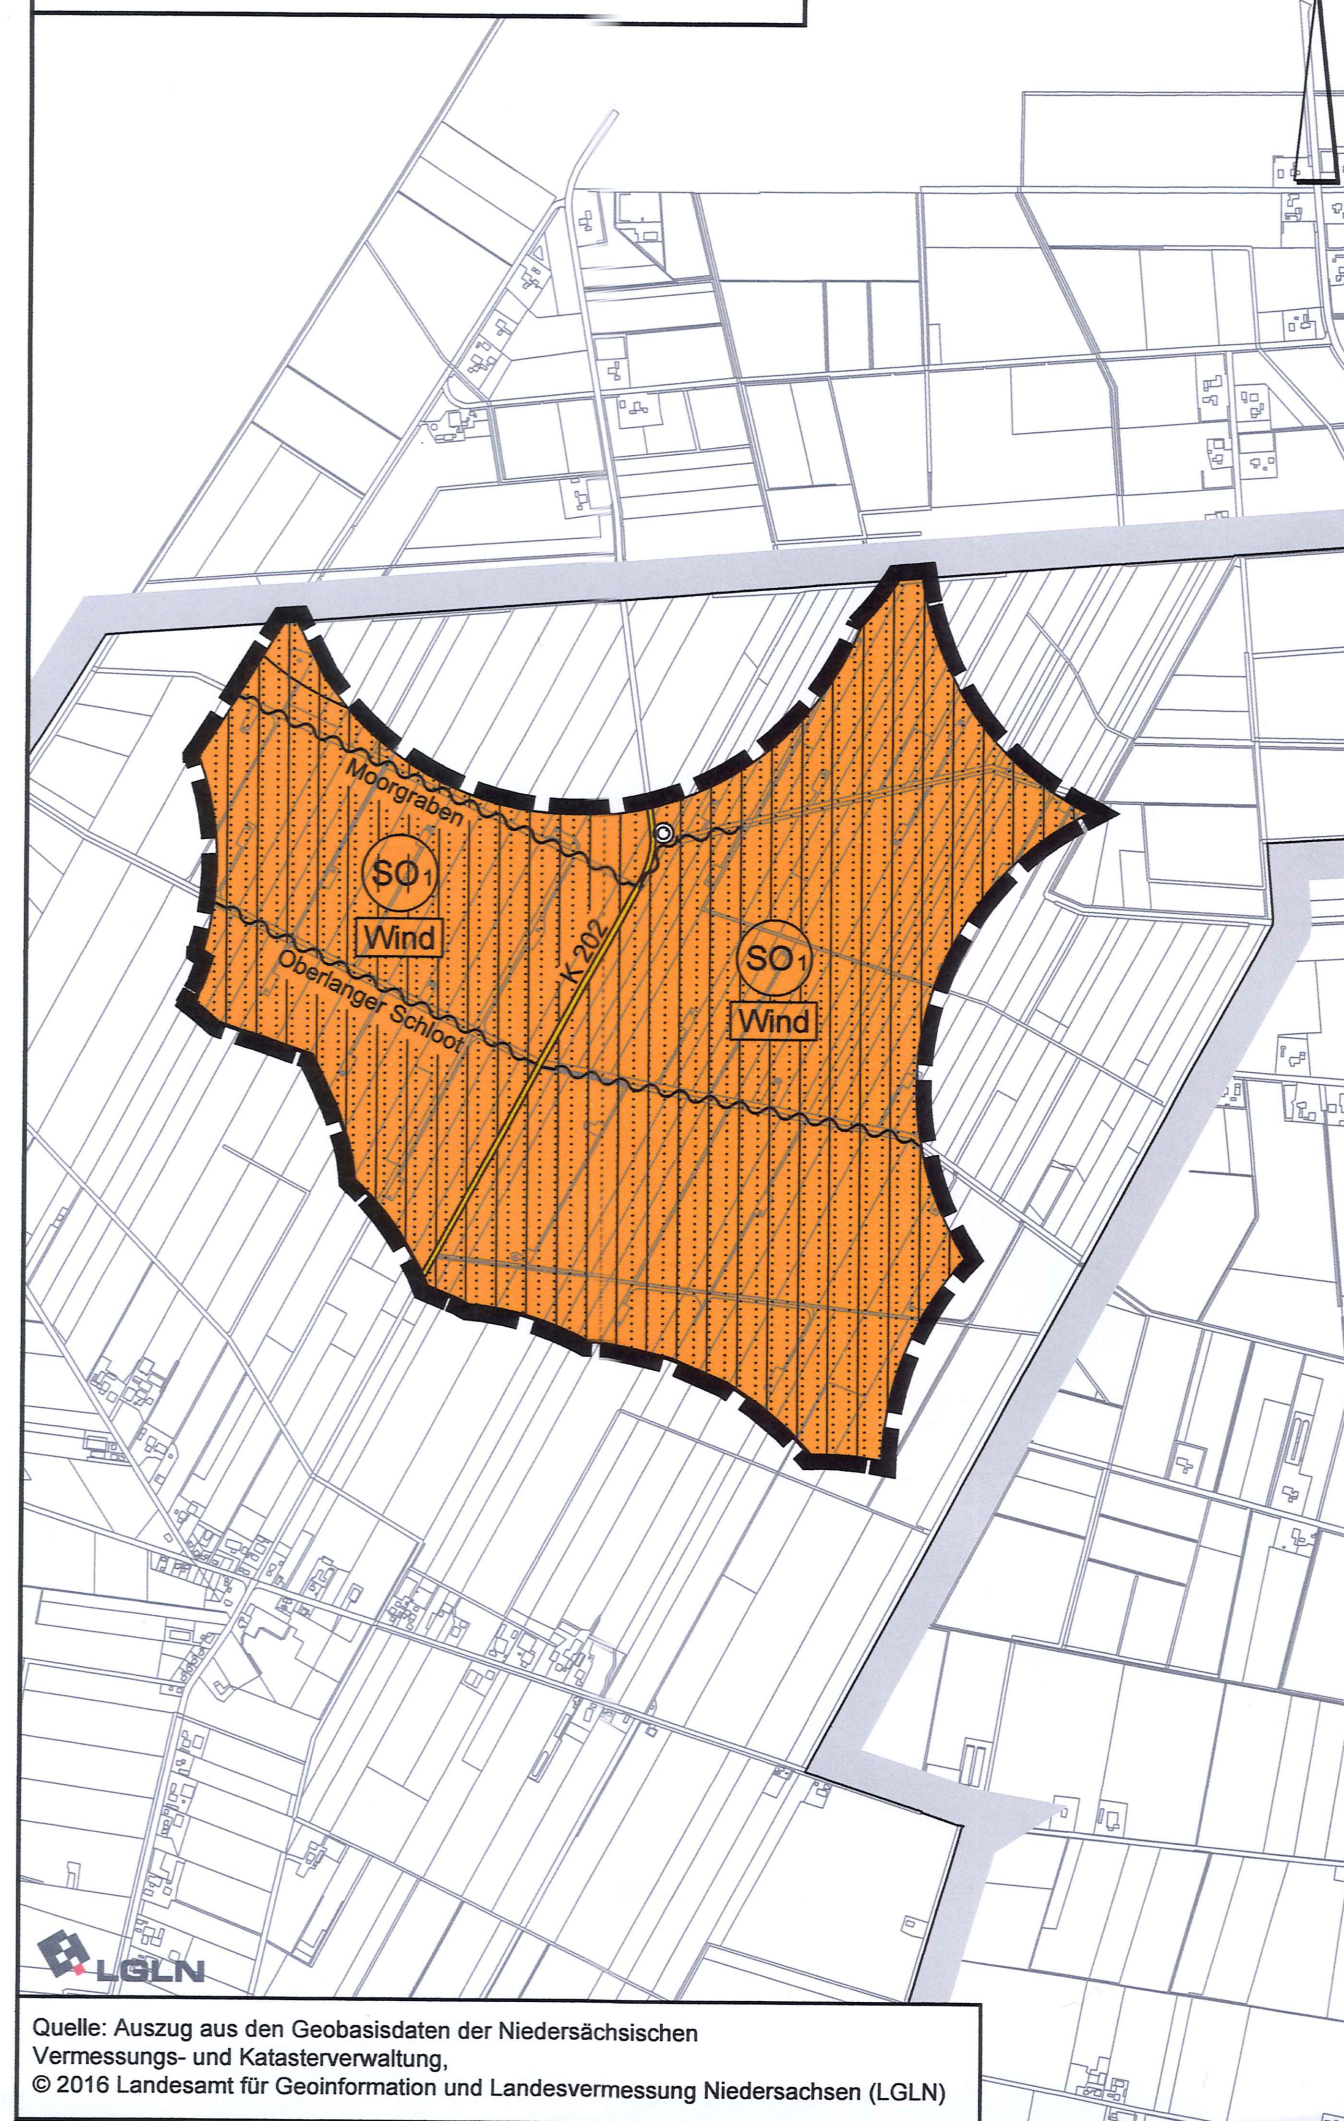 Moorgraben
SO1
Wind
K 202
SO1
Wind
Oberlanger Schloot
LGLN
Quelle: Auszug aus den Geobasisdaten der Niedersächsischen
Vermessungs- und Katasterverwaltung,
© 2016 Landesamt für Geoinformation und Landesvermessung Niedersachsen (LGLN)